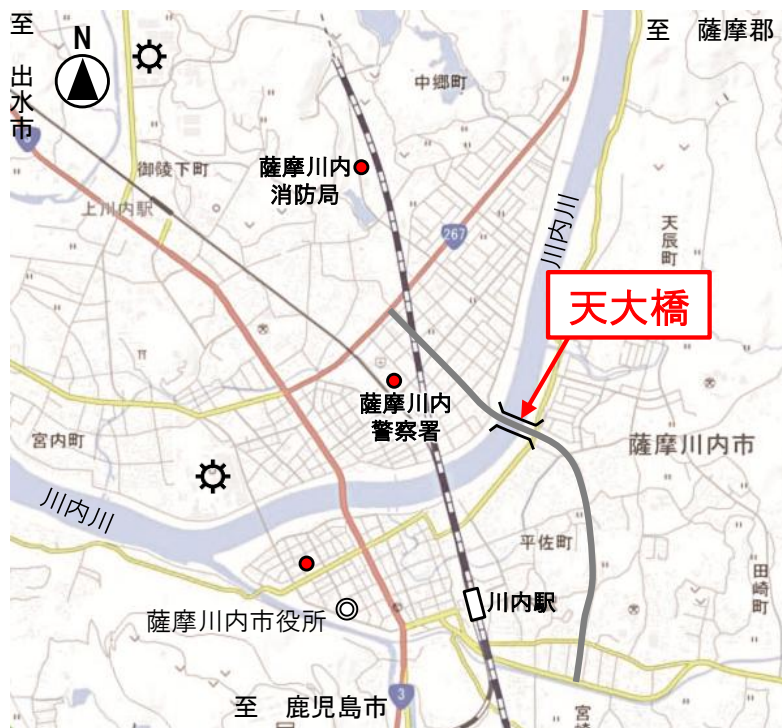 至
出水市
N
至 薩摩郡
中郷町
3
御陵下町
薩摩川内
消防局
上川内駅
267
川内川
天辰町
天大橋
薩摩川内
警察署
宮内町
薩摩川内市
川内川
平佐町
田崎町
川内駅
薩摩川内市役所
3
至 鹿児島市